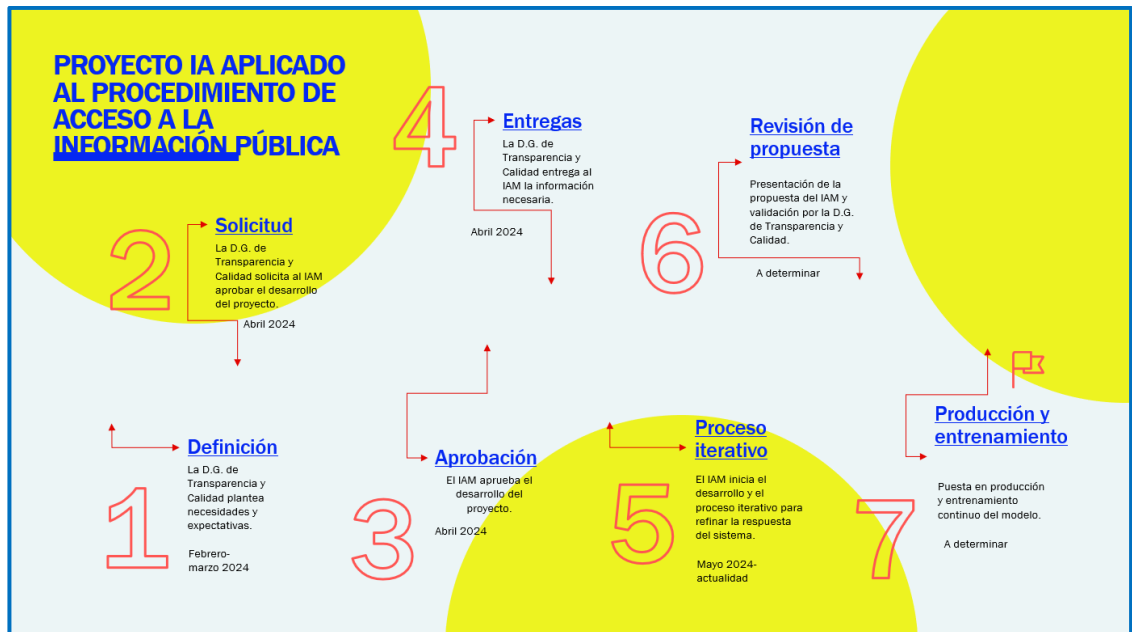 PROYECTO IA APLICADO
AL PROCEDIMIENTO DE
ACCESO A LA
INFORMACIÓN PÚBLICA
1
Definición
La D.G. de
Transparencia y
Calidad plantea
necesidades y
expectativas.
Febrero-
marzo 2024
2
Solicitud
La D.G. de
Transparencia y
Calidad solicita al IAM
aprobar el desarrollo
del proyecto.
Abril 2024
3
Aprobación
El IAM aprueba el
desarrollo del
proyecto.
Abril 2024
4
Entregas
La D.G. de
Transparencia y
Calidad entrega al
IAM la información
necesaria.
Abril 2024
5
Proceso
iterativo
El IAM inicia el
desarrollo y el
proceso iterativo para
refinar la respuesta
del sistema.
Mayo 2024-
actualidad
6
Revisión de
propuesta
Presentación de la
propuesta del IAM y
validación por la D.G.
de Transparencia y
Calidad.
A determinar
7
Producción y
entrenamiento
Puesta en producción
y entrenamiento
continuo del modelo.
A determinar